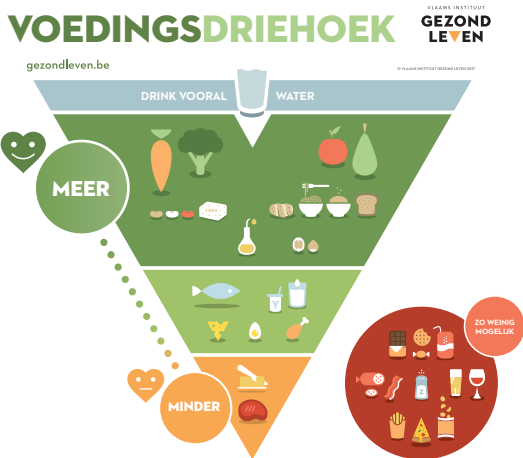 VLAAMS INSTITUUT
GEZOND
LEVEN
VOEDINGSDRIEHOEK
gezondleven.be
© VLAAMS INSTITUUT GEZOND LEVEN 2017
DRINK VOORAL WATER
MEER
TOFU
ZO WEINIG
MOGELIJK
MINDER